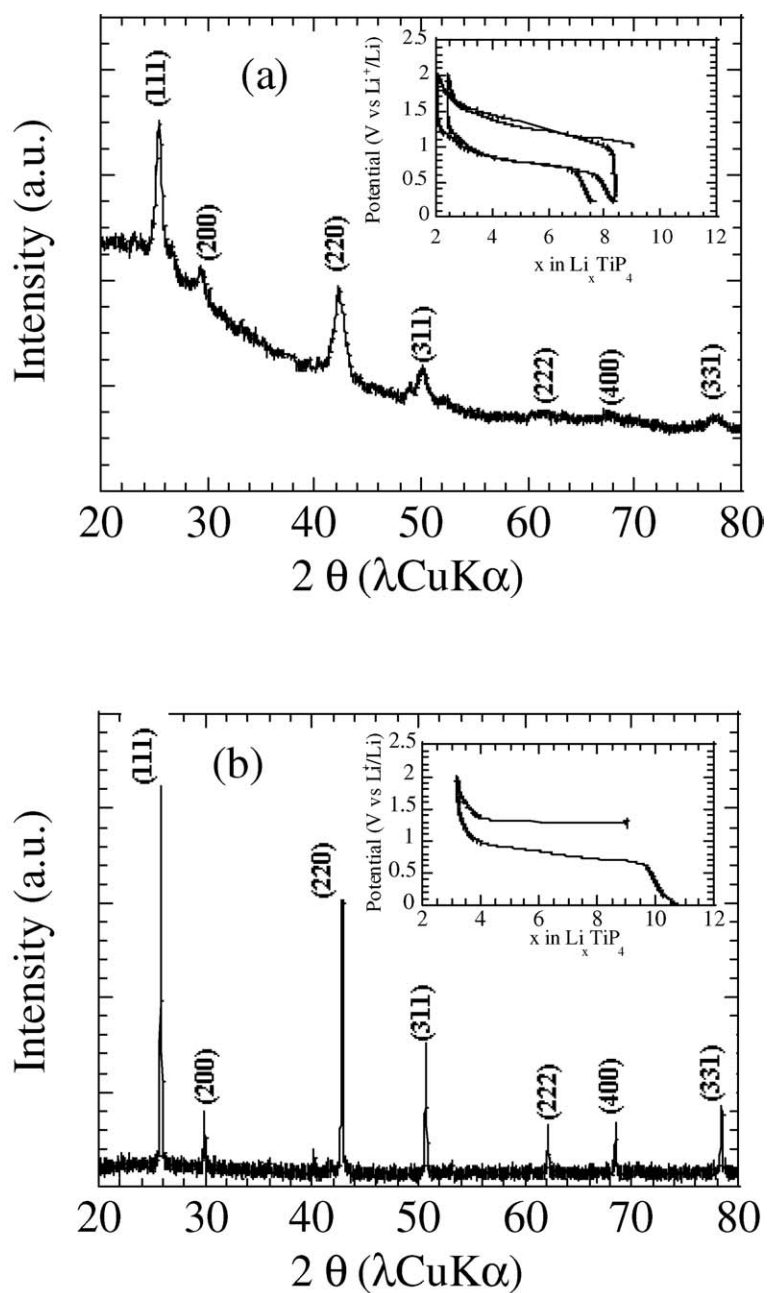 (a)
Intensity (a.u.)
(111)
(200)
(220)
(311)
(222)
(400)
(331)
20 30 40 50 60 70 80
2 θ (λCuKα)
Potential (V vs Li⁺/Li)
2.5
2
1.5
1
0.5
0
2 4 6 8 10 12
x in LiₓTiP₄
(b)
Intensity (a.u.)
(111)
(200)
(220)
(311)
(222)
(400)
(331)
20 30 40 50 60 70 80
2 θ (λCuKα)
Potential (V vs Li⁺/Li)
2.5
2
1.5
1
0.5
0
2 4 6 8 10 12
x in LiₓTiP₄